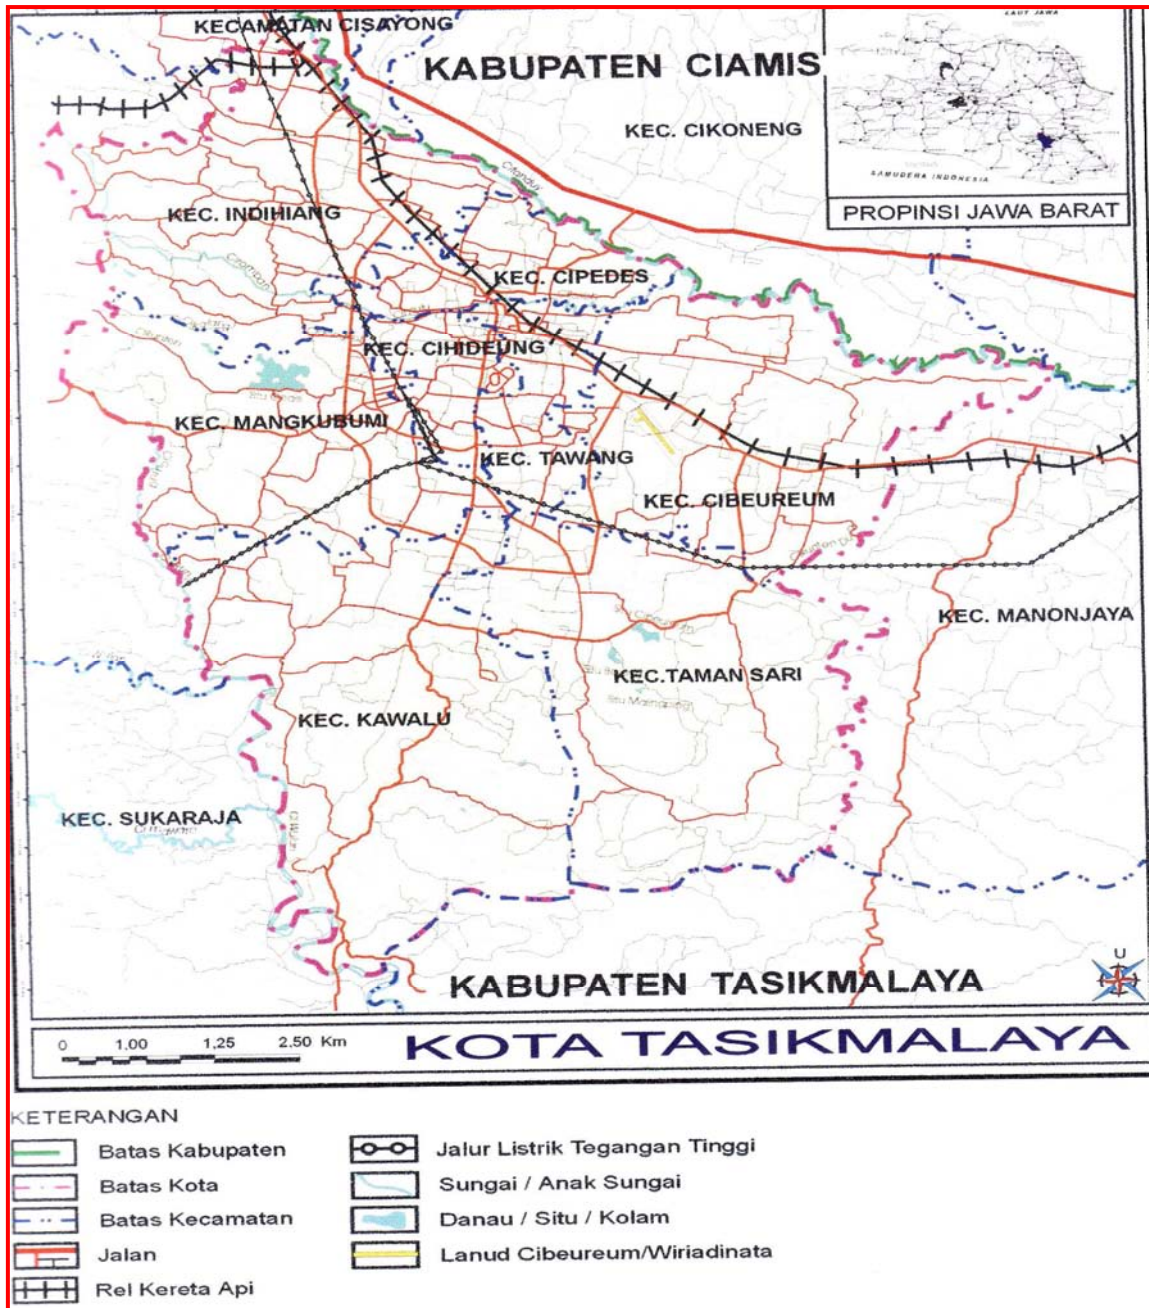 KECAMATAN CISAYONG
LAUT JAWA
KABUPATEN CIAMIS
KEC. CIKONENG
SAMUDERA INDONESIA
PROPINSI JAWA BARAT
Citanduy
KEC. INDIHIANG
KEC. CIPEDES
KEC. CIHIDEUNG
KEC. MANGKUBUMI
KEC. TAWANG
KEC. CIBEUREUM
KEC. MANONJAYA
KEC.TAMAN SARI
KEC. KAWALU
KEC. SUKARAJA
KABUPATEN TASIKMALAYA
U
0 1,00 1,25 2,50 Km
KOTA TASIKMALAYA
KETERANGAN
Batas Kabupaten
Batas Kota
Batas Kecamatan
Jalan
Rel Kereta Api
Jalur Listrik Tegangan Tinggi
Sungai / Anak Sungai
Danau / Situ / Kolam
Lanud Cibeureum/Wiriadinata